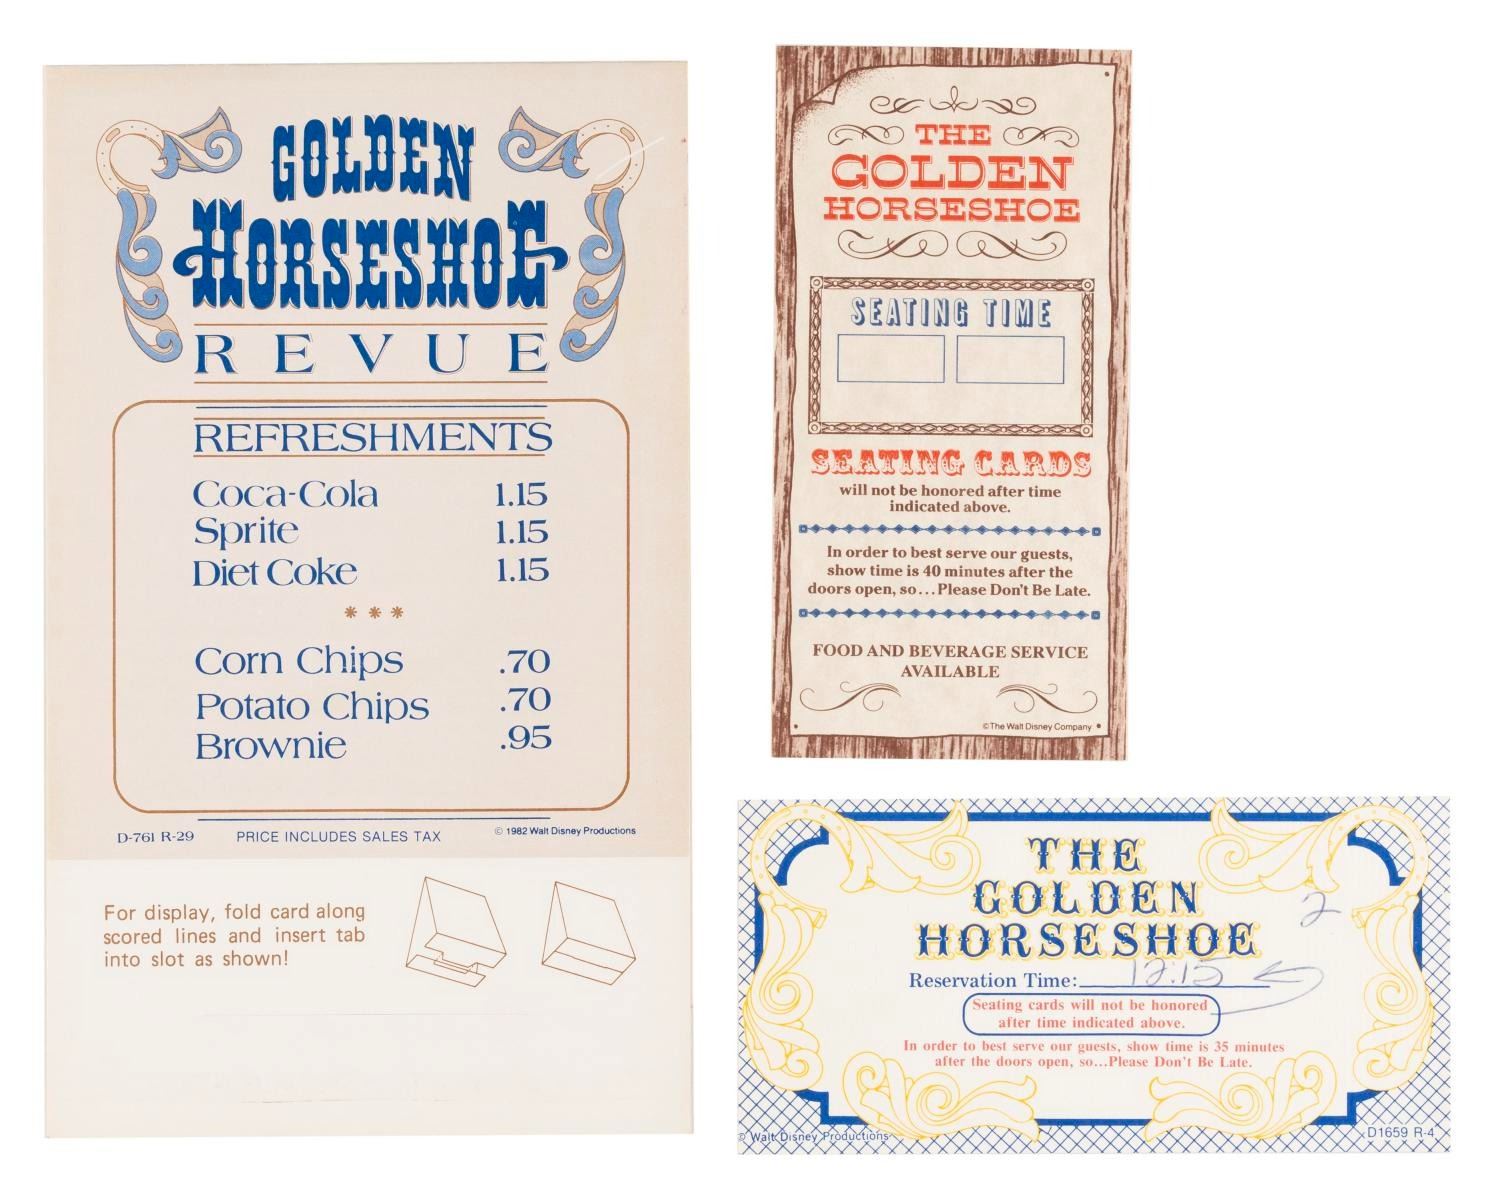 GOLDEN
HORSESHOE
REVUE
REFRESHMENTS
Coca-Cola 1.15
Sprite 1.15
Diet Coke 1.15
***
Corn Chips .70
Potato Chips .70
Brownie .95
D-761 R-29 PRICE INCLUDES SALES TAX © 1982 Walt Disney Productions
For display, fold card along
scored lines and insert tab
into slot as shown!
THE
GOLDEN
HORSESHOE
SEATING TIME
SEATING CARDS
will not be honored after time
indicated above.
In order to best serve our guests,
show time is 40 minutes after the
doors open, so...Please Don't Be Late.
FOOD AND BEVERAGE SERVICE
AVAILABLE
©The Walt Disney Company
THE
GOLDEN
HORSESHOE
2
Reservation Time: 12:15
Seating cards will not be honored
after time indicated above.
In order to best serve our guests, show time is 35 minutes
after the doors open, so...Please Don't Be Late.
© Walt Disney Productions D1659 R-4